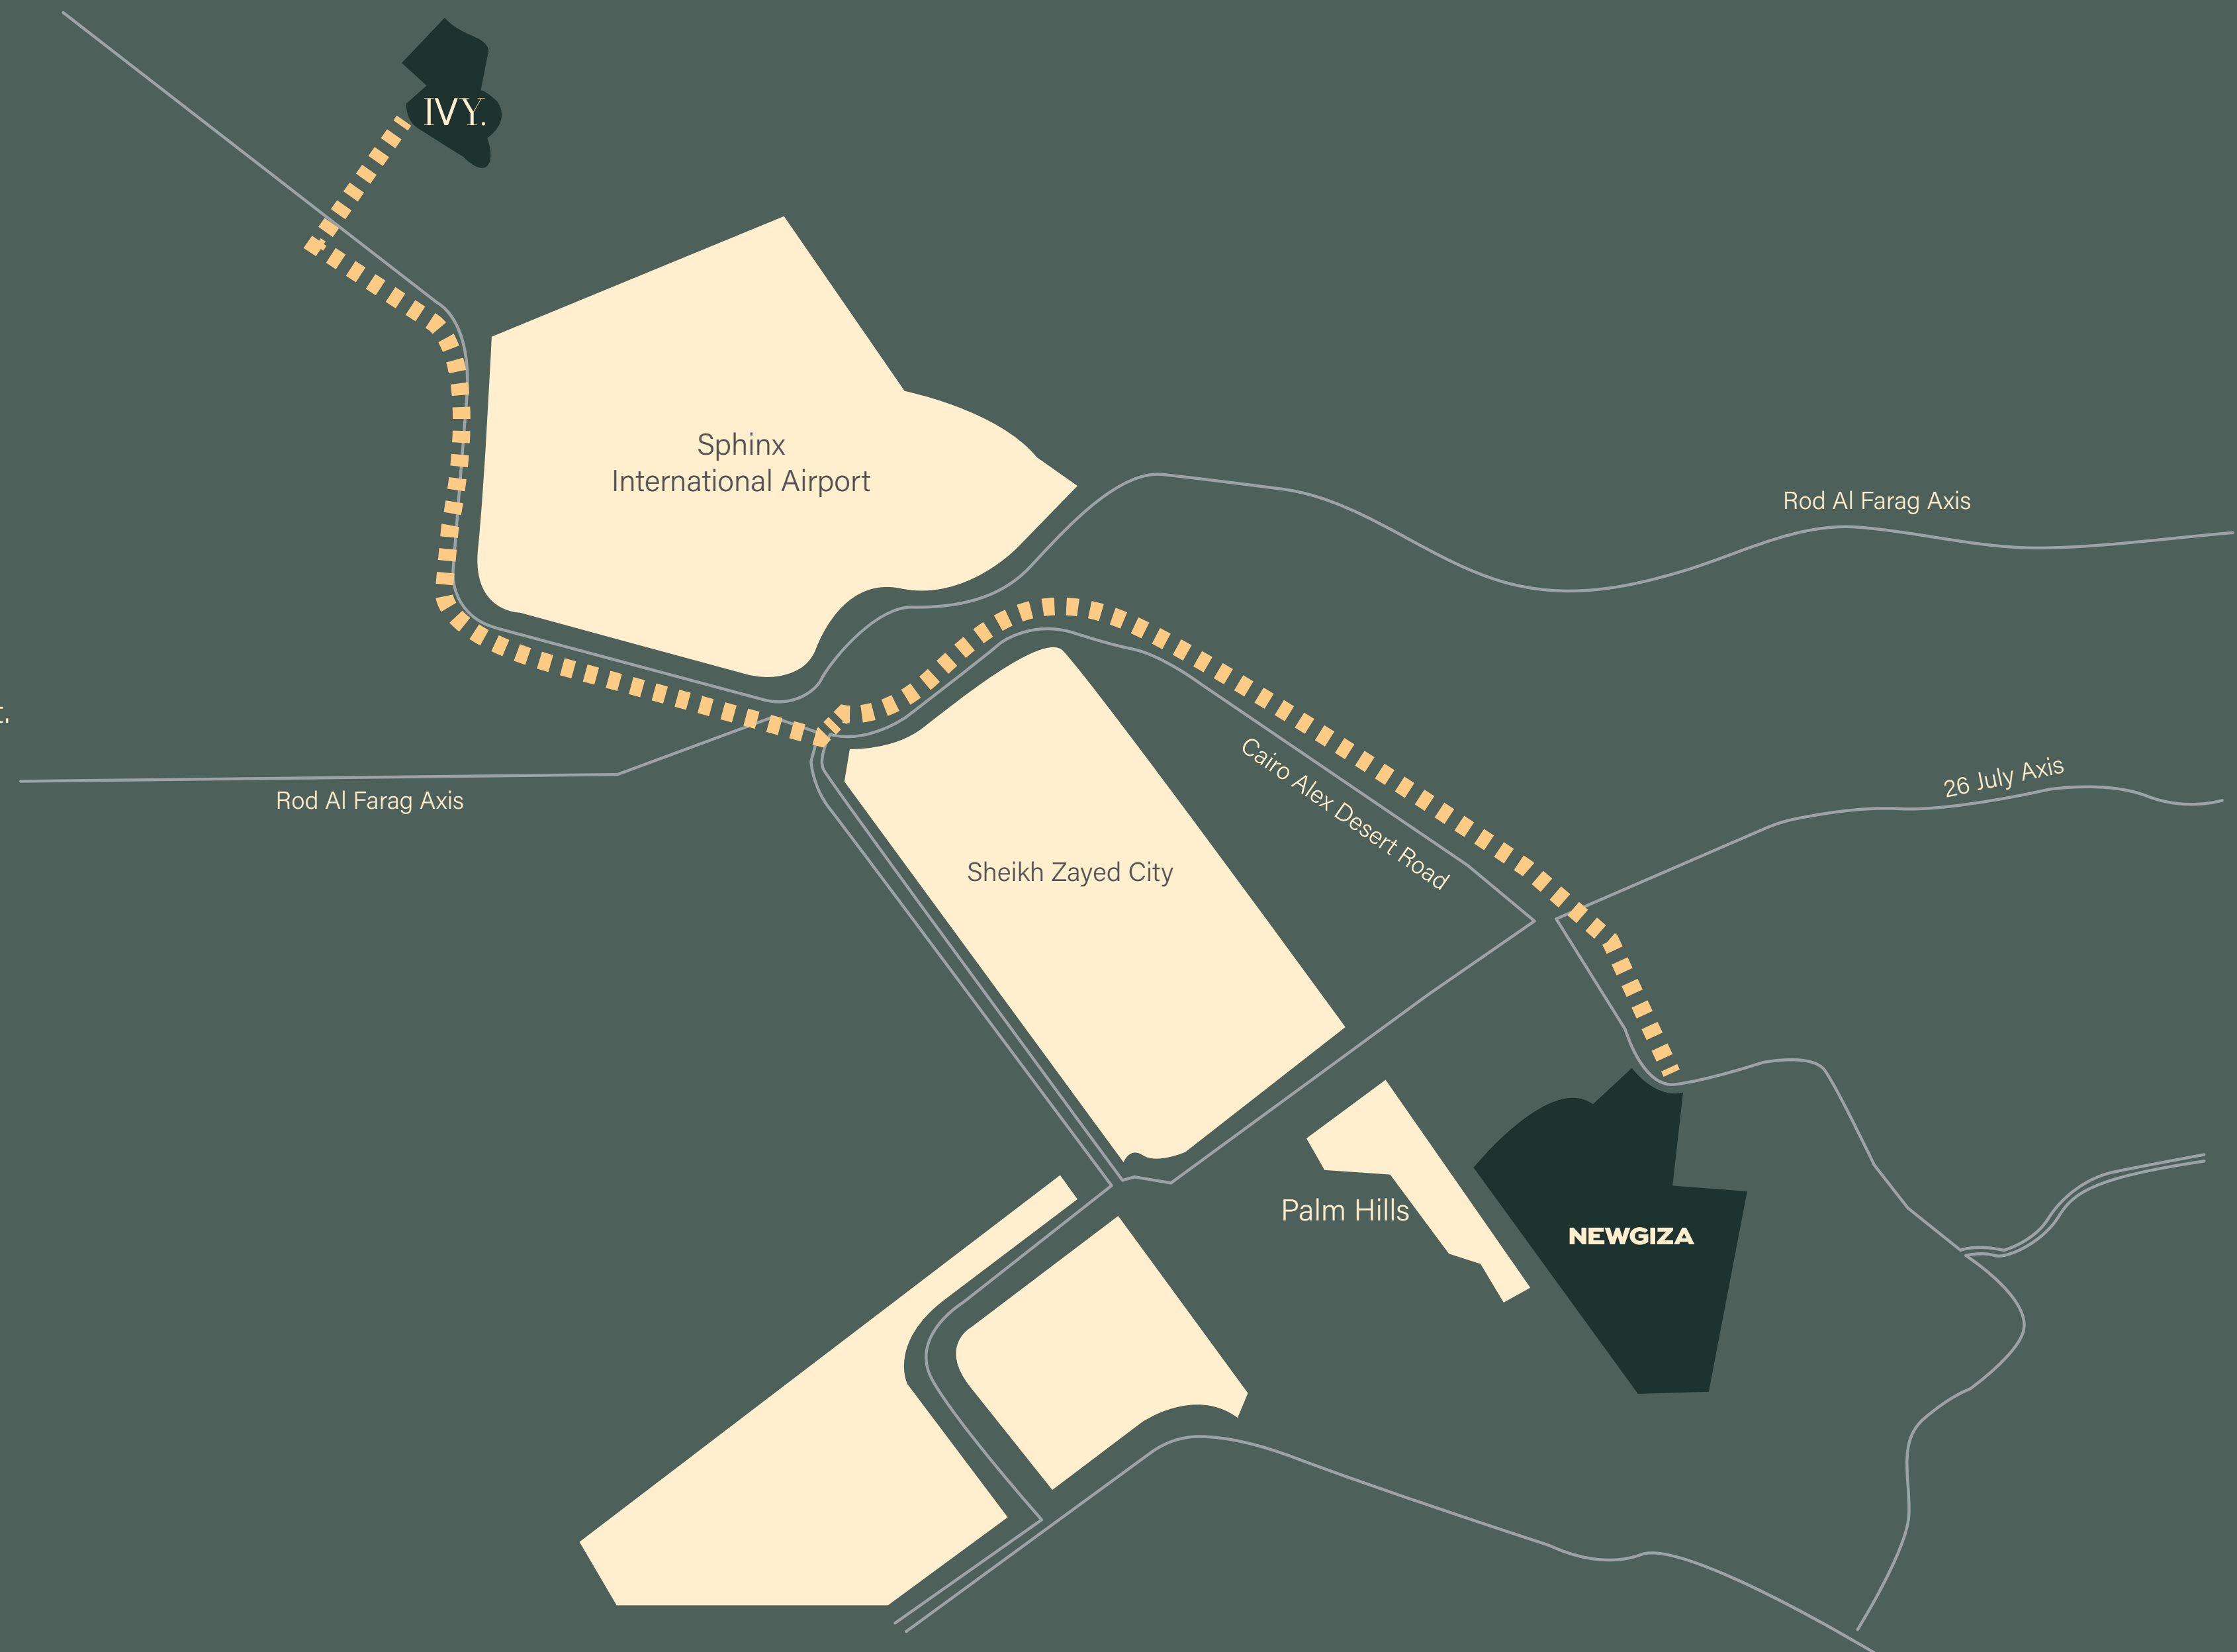 IVY.
Sphinx
International Airport
Rod Al Farag Axis
Rod Al Farag Axis
26 July Axis
Cairo Alex Desert Road
Sheikh Zayed City
Palm Hills
NEWGIZA